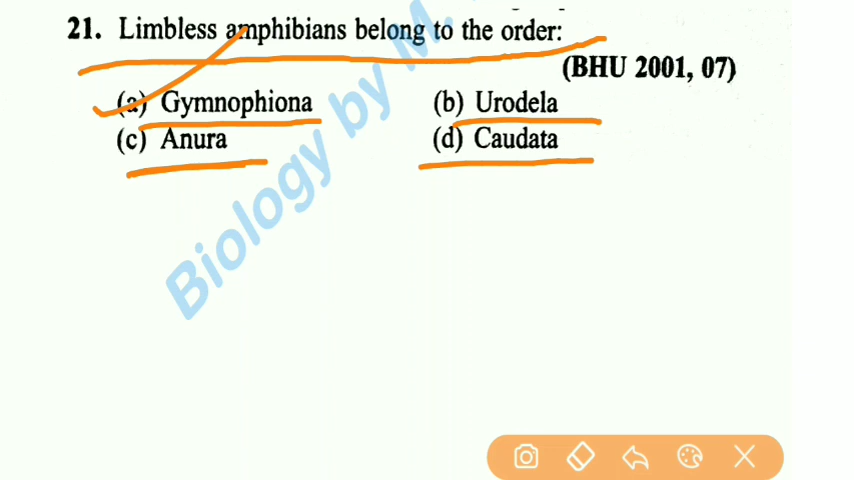 21. Limbless amphibians belong to the order:
(BHU 2001, 07)
(a) Gymnophiona (b) Urodela
(c) Anura (d) Caudata
Biology by M.